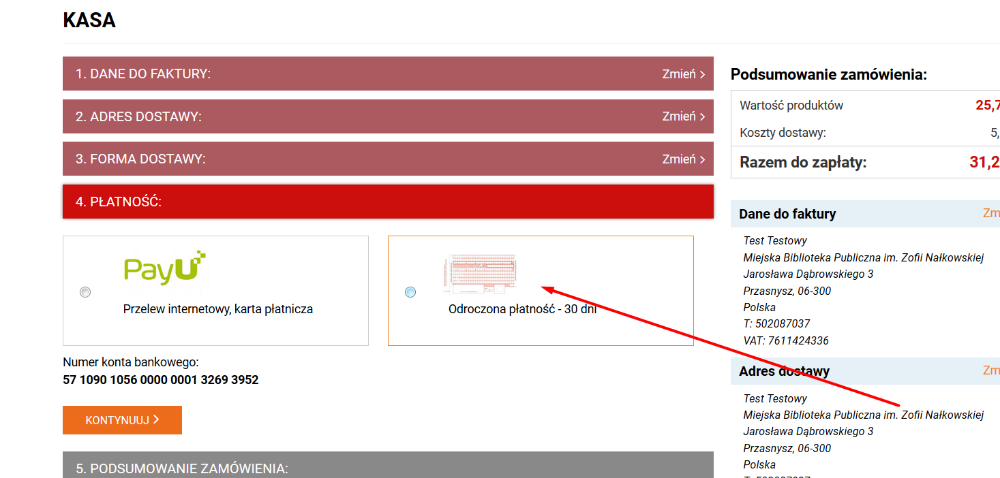 KASA
1. DANE DO FAKTURY:
Zmień
2. ADRES DOSTAWY:
Zmień
3. FORMA DOSTAWY:
Zmień
4. PŁATNOŚĆ:
PayU
Przelew internetowy, karta płatnicza
Odroczona płatność - 30 dni
Numer konta bankowego:
57 1090 1056 0000 0001 3269 3952
KONTYNUUJ
5. PODSUMOWANIE ZAMÓWIENIA:
Podsumowanie zamówienia:
Wartość produktów 25,7
Koszty dostawy: 5,
Razem do zapłaty: 31,2
Dane do faktury Zm
Test Testowy
Miejska Biblioteka Publiczna im. Zofii Nałkowskiej
Jarosława Dąbrowskiego 3
Przasnysz, 06-300
Polska
T: 502087037
VAT: 7611424336
Adres dostawy Zm
Test Testowy
Miejska Biblioteka Publiczna im. Zofii Nałkowskiej
Jarosława Dąbrowskiego 3
Przasnysz, 06-300
Polska